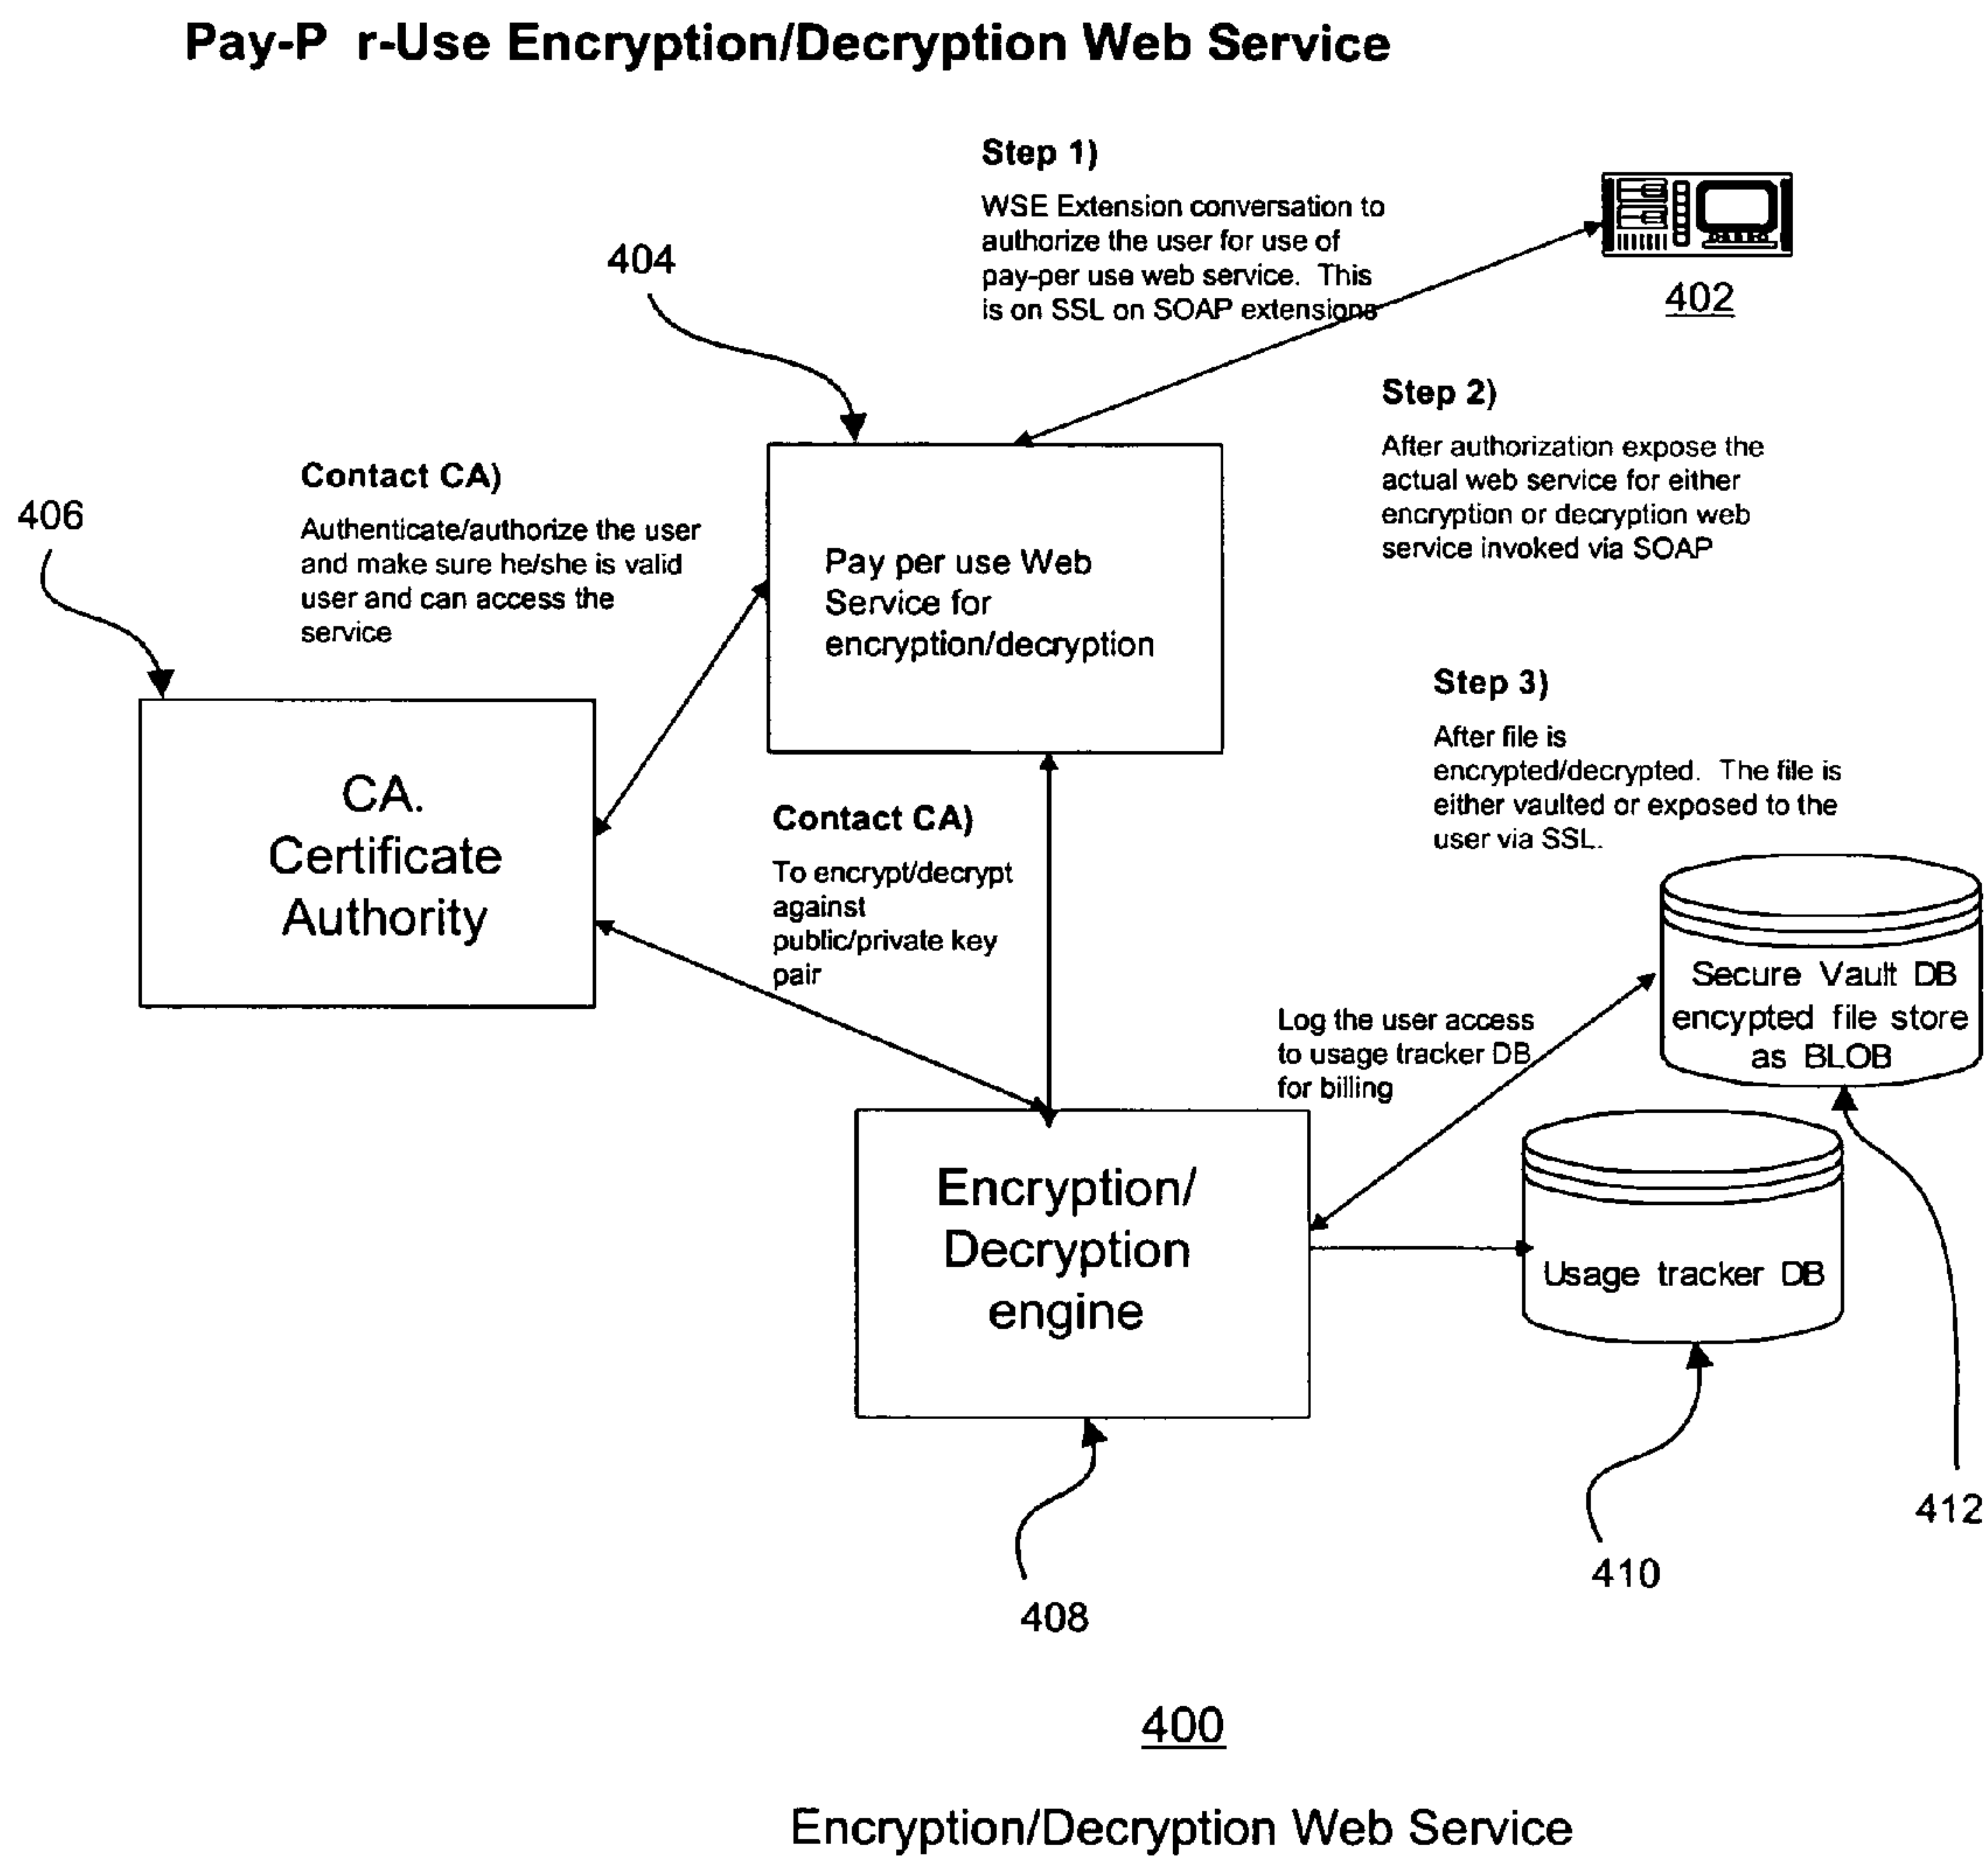 Pay-P r-Use Encryption/Decryption Web Service
Step 1)
WSE Extension conversation to
authorize the user for use of
pay-per use web service. This
is on SSL on SOAP extensions
402
404
Step 2)
After authorization expose the
actual web service for either
encryption or decryption web
service invoked via SOAP
Contact CA)
Authenticate/authorize the user
and make sure he/she is valid
user and can access the
service
406
Pay per use Web
Service for
encryption/decryption
Step 3)
After file is
encrypted/decrypted. The file is
either vaulted or exposed to the
user via SSL.
CA.
Certificate
Authority
Contact CA)
To encrypt/decrypt
against
public/private key
pair
Secure Vault DB
encypted file store
as BLOB
Log the user access
to usage tracker DB
for billing
Encryption/
Decryption
engine
Usage tracker DB
412
410
408
400
Encryption/Decryption Web Service